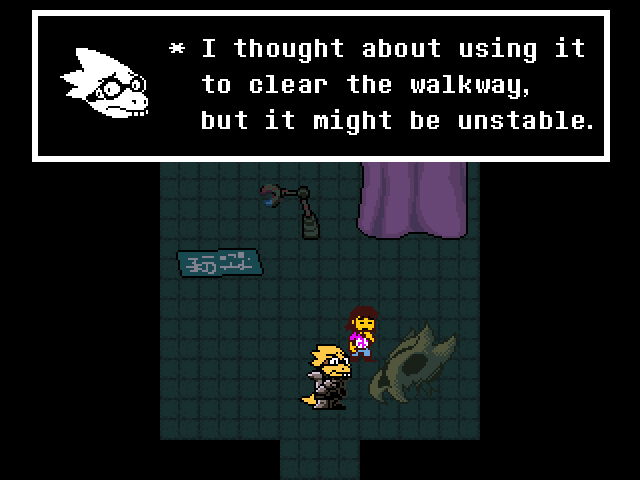 * I thought about using it
to clear the walkway,
but it might be unstable.